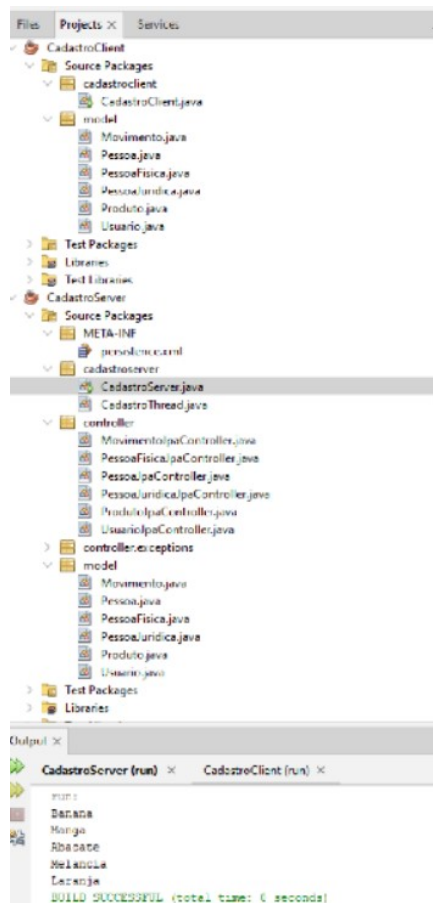 Files Projects × Services
CadastroClient
Source Packages
cadastroclient
CadastroClient.java
model
Movimento.java
Pessoa.java
PessoaFisica.java
PessoaJuridica.java
Produto.java
Usuario.java
Test Packages
Libraries
Test Libraries
CadastroServer
Source Packages
META-INF
persistence.xml
cadastroserver
CadastroServer.java
CadastroThread.java
controller
MovimentoJpaController.java
PessoaFisicaJpaController.java
PessoaJpaController.java
PessoaJuridicaJpaController.java
ProdutoJpaController.java
UsuarioJpaController.java
controller.exceptions
model
Movimento.java
Pessoa.java
PessoaFisica.java
PessoaJuridica.java
Produto.java
Usuario.java
Test Packages
Libraries
Output ×
CadastroServer (run) × CadastroClient (run) ×
run:
Banana
Manga
Abacate
Melancia
Laranja
BUILD SUCCESSFUL (total time: 6 seconds)